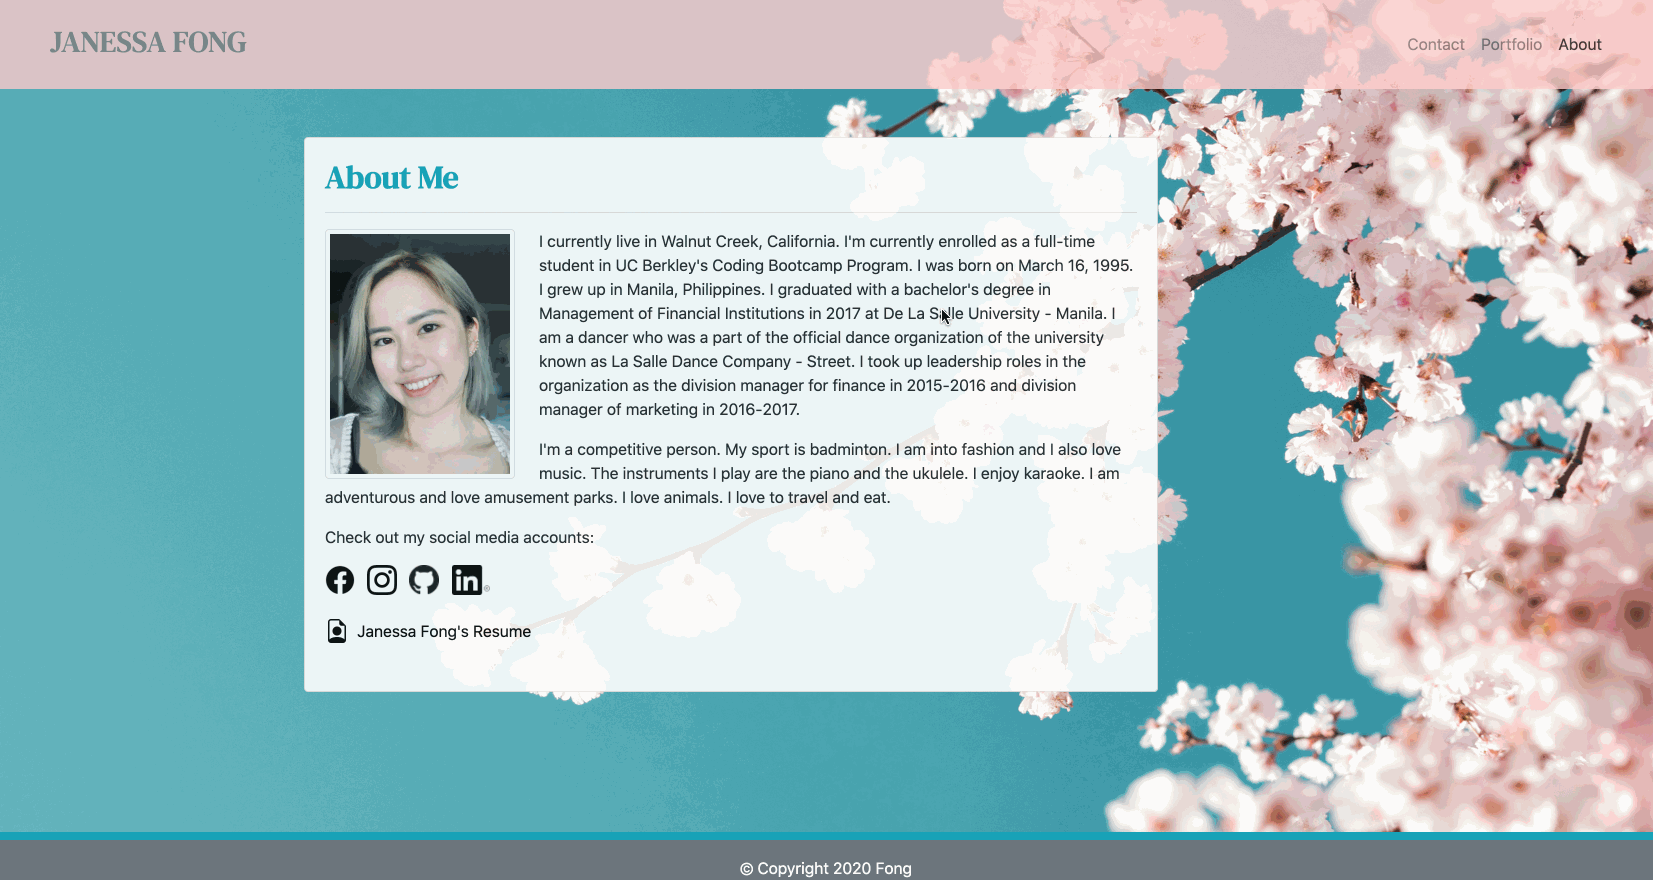 JANESSA FONG
Contact Portfolio About
About Me
I currently live in Walnut Creek, California. I'm currently enrolled as a full-time
student in UC Berkley's Coding Bootcamp Program. I was born on March 16, 1995.
I grew up in Manila, Philippines. I graduated with a bachelor's degree in
Management of Financial Institutions in 2017 at De La Salle University - Manila. I
am a dancer who was a part of the official dance organization of the university
known as La Salle Dance Company - Street. I took up leadership roles in the
organization as the division manager for finance in 2015-2016 and division
manager of marketing in 2016-2017.
I'm a competitive person. My sport is badminton. I am into fashion and I also love
music. The instruments I play are the piano and the ukulele. I enjoy karaoke. I am
adventurous and love amusement parks. I love animals. I love to travel and eat.
Check out my social media accounts:
in ®
Janessa Fong's Resume
© Copyright 2020 Fong